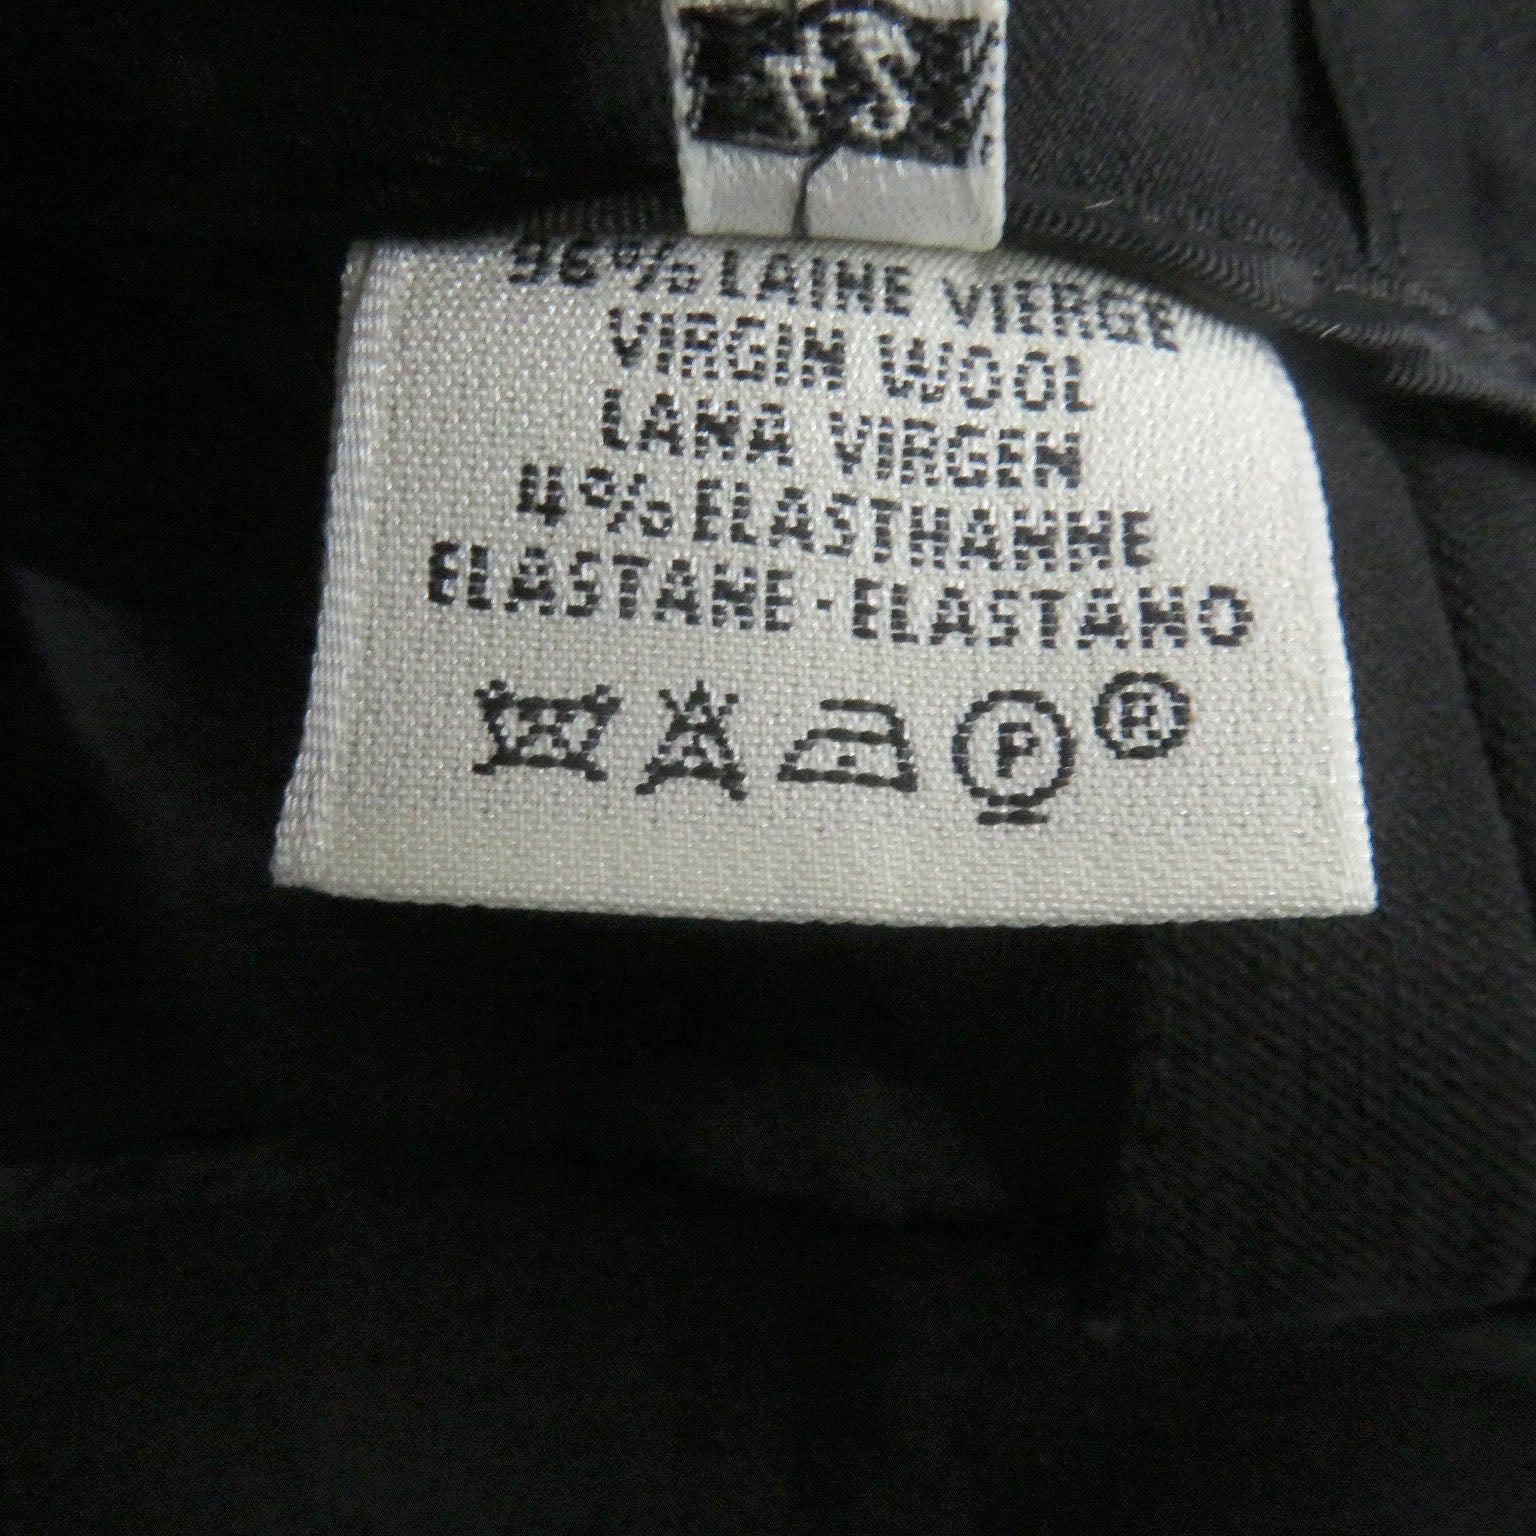 96% LAINE VIERGE
VIRGIN WOOL
LANA VIRGEN
4% ELASTHANNE
ELASTANE · ELASTANO
P ®